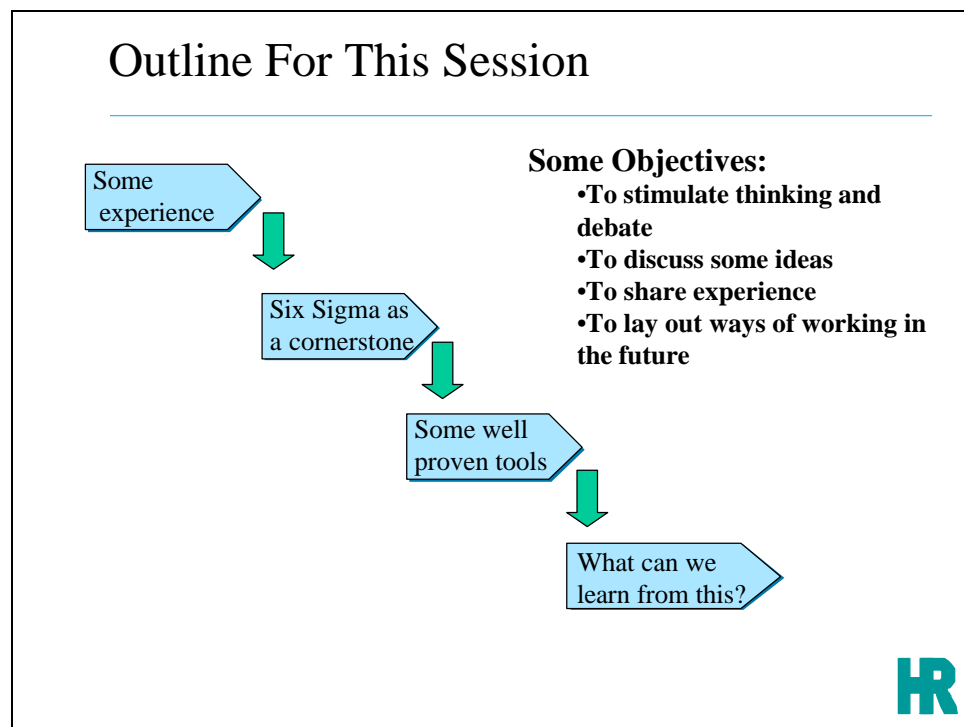 Outline For This Session
Some
experience
Six Sigma as
a cornerstone
Some well
proven tools
What can we
learn from this?
Some Objectives:
•To stimulate thinking and
debate
•To discuss some ideas
•To share experience
•To lay out ways of working in
the future
HR